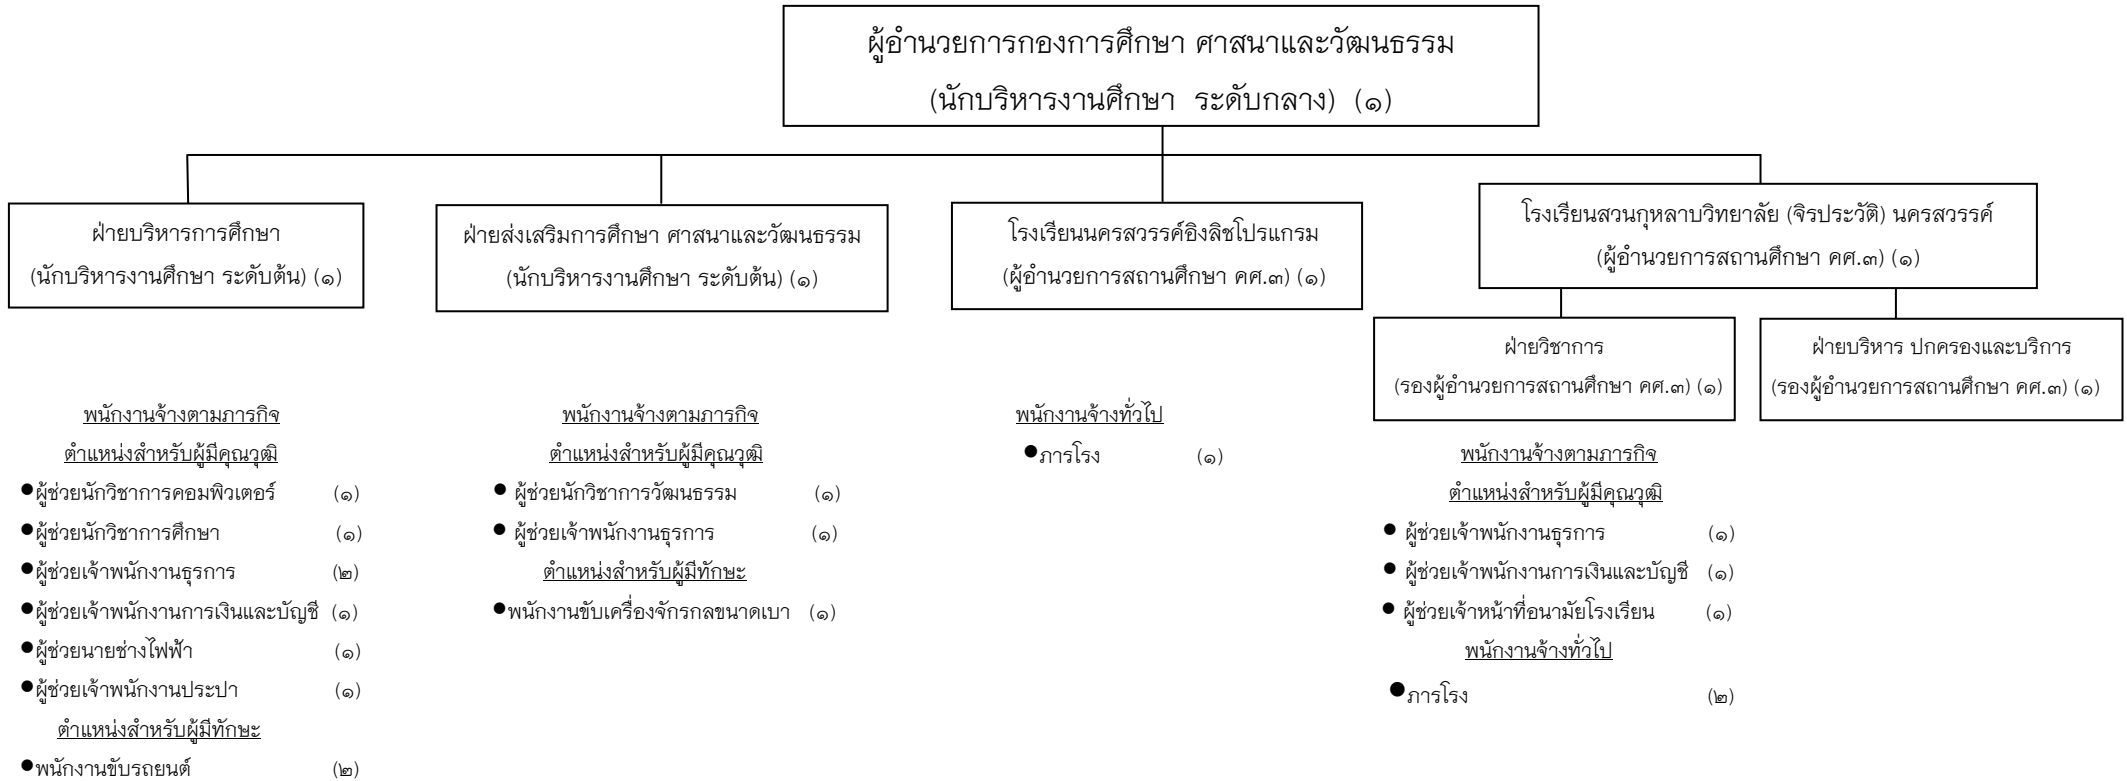 ผู้อำนวยการกองการศึกษา ศาสนาและวัฒนธรรม
(นักบริหารงานศึกษา ระดับกลาง) (๑)
ฝ่ายบริหารการศึกษา
(นักบริหารงานศึกษา ระดับต้น) (๑)
ฝ่ายส่งเสริมการศึกษา ศาสนาและวัฒนธรรม
(นักบริหารงานศึกษา ระดับต้น) (๑)
โรงเรียนนครสวรรค์อิงลิชโปรแกรม
(ผู้อำนวยการสถานศึกษา คศ.๓) (๑)
โรงเรียนสวนกุหลาบวิทยาลัย (จิรประวัติ) นครสวรรค์
(ผู้อำนวยการสถานศึกษา คศ.๓) (๑)
ฝ่ายวิชาการ
(รองผู้อำนวยการสถานศึกษา คศ.๓) (๑)
ฝ่ายบริหาร ปกครองและบริการ
(รองผู้อำนวยการสถานศึกษา คศ.๓) (๑)
พนักงานจ้างตามภารกิจ
ตำแหน่งสำหรับผู้มีคุณวุฒิ
●ผู้ช่วยนักวิชาการคอมพิวเตอร์ (๑)
●ผู้ช่วยนักวิชาการศึกษา (๑)
●ผู้ช่วยเจ้าพนักงานธุรการ (๒)
●ผู้ช่วยเจ้าพนักงานการเงินและบัญชี (๑)
●ผู้ช่วยนายช่างไฟฟ้า (๑)
●ผู้ช่วยเจ้าพนักงานประปา (๑)
ตำแหน่งสำหรับผู้มีทักษะ
●พนักงานขับรถยนต์ (๒)
พนักงานจ้างตามภารกิจ
ตำแหน่งสำหรับผู้มีคุณวุฒิ
● ผู้ช่วยนักวิชาการวัฒนธรรม (๑)
● ผู้ช่วยเจ้าพนักงานธุรการ (๑)
ตำแหน่งสำหรับผู้มีทักษะ
●พนักงานขับเครื่องจักรกลขนาดเบา (๑)
พนักงานจ้างทั่วไป
●ภารโรง (๑)
พนักงานจ้างตามภารกิจ
ตำแหน่งสำหรับผู้มีคุณวุฒิ
● ผู้ช่วยเจ้าพนักงานธุรการ (๑)
● ผู้ช่วยเจ้าพนักงานการเงินและบัญชี (๑)
● ผู้ช่วยเจ้าหน้าที่อนามัยโรงเรียน (๑)
พนักงานจ้างทั่วไป
●ภารโรง (๒)